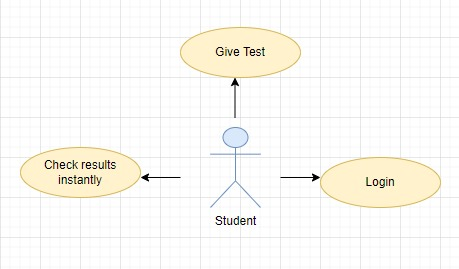 Give Test
Check results
instantly
Login
Student